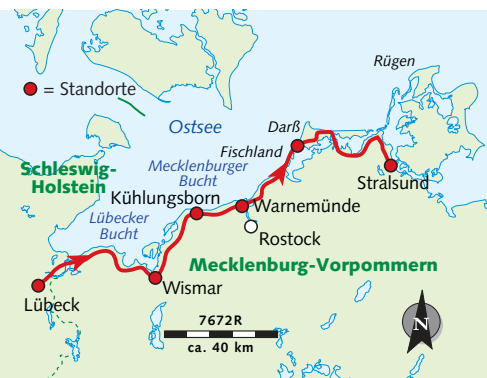 Rügen
= Standorte
Ostsee
Darß
Fischland
Mecklenburger
Bucht
Schleswig-
Holstein
Stralsund
Kühlungsborn
Warnemünde
Lübecker
Bucht
Rostock
Mecklenburg-Vorpommern
Wismar
Lübeck
7672R
ca. 40 km
N